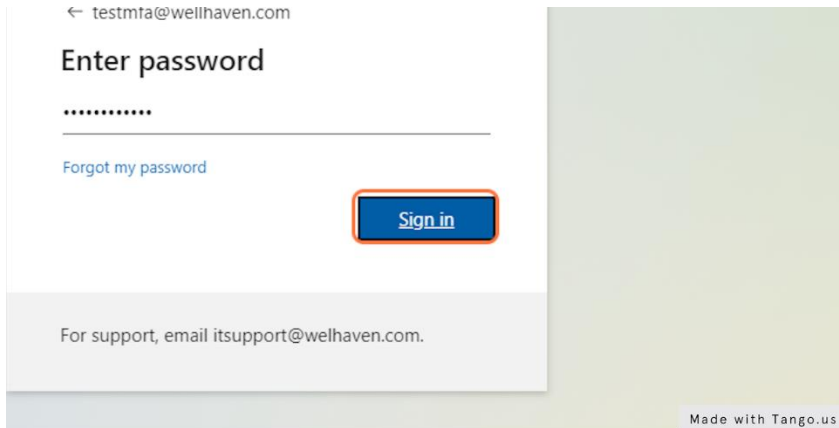 ← testmfa@wellhaven.com
Enter password
••••••••••••
Forgot my password
Sign in
For support, email itsupport@welhaven.com.
Made with Tango.us